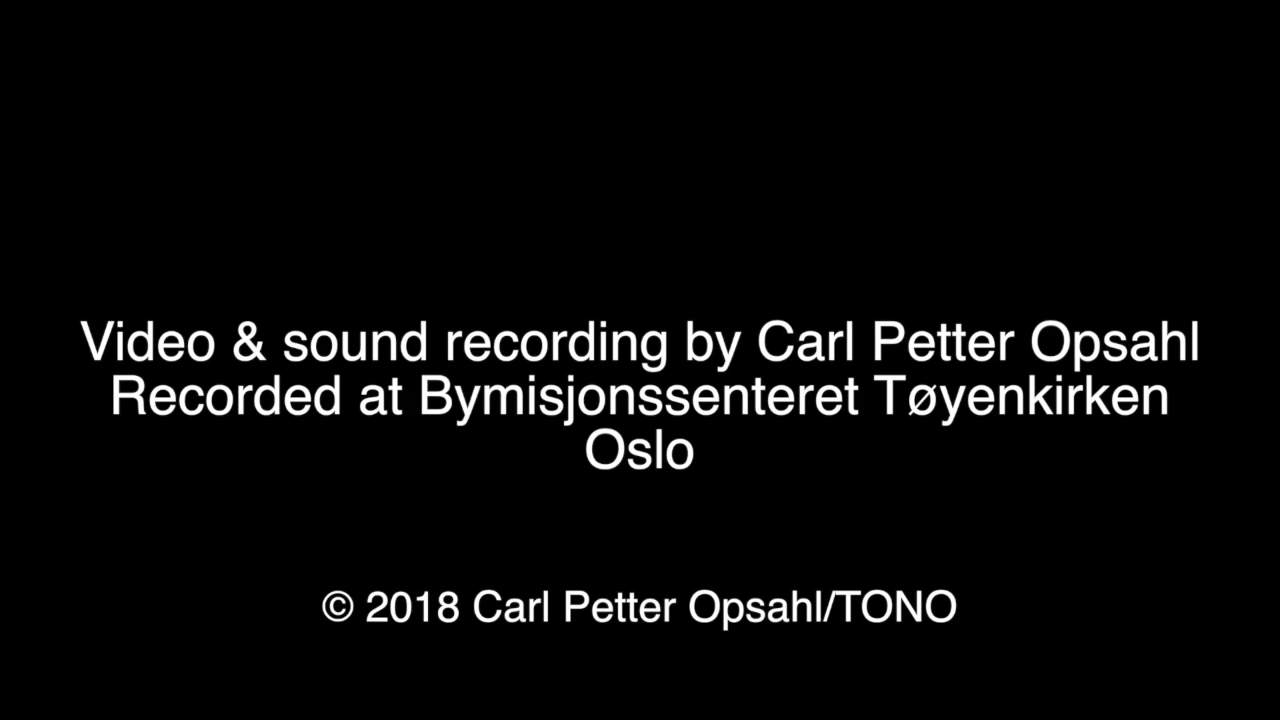 Video & sound recording by Carl Petter Opsahl
Recorded at Bymisjonssenteret Tøyenkirken
Oslo
© 2018 Carl Petter Opsahl/TONO